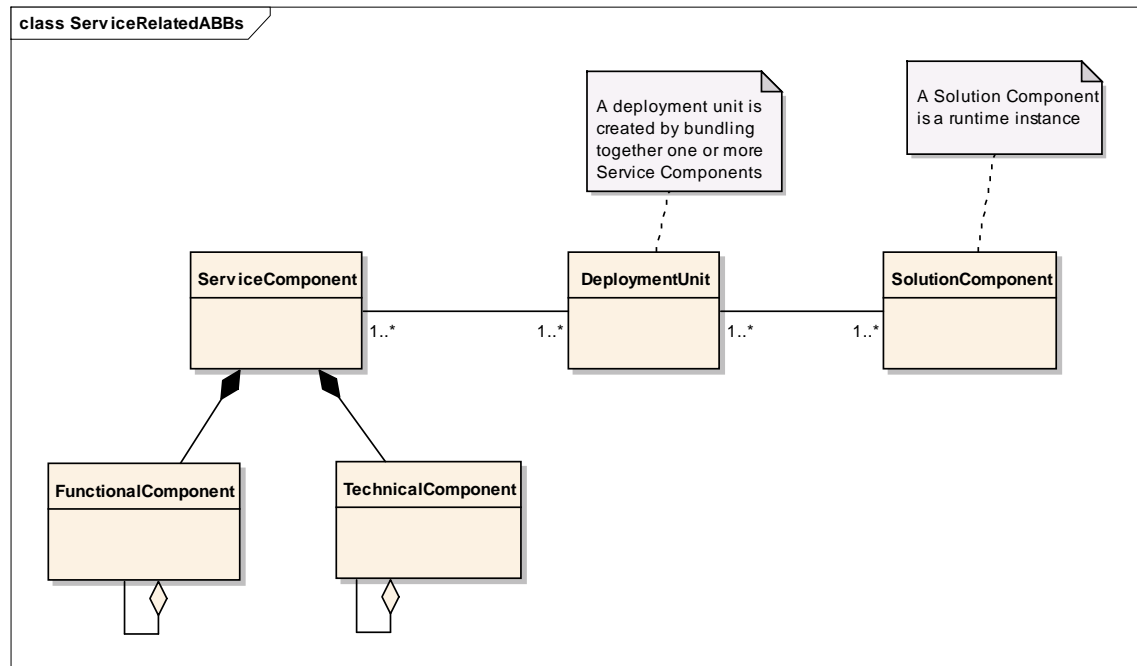 class ServiceRelatedABBs
A deployment unit is
created by bundling
together one or more
Service Components
A Solution Component
is a runtime instance
ServiceComponent
DeploymentUnit
SolutionComponent
1..*
1..*
1..*
1..*
FunctionalComponent
TechnicalComponent